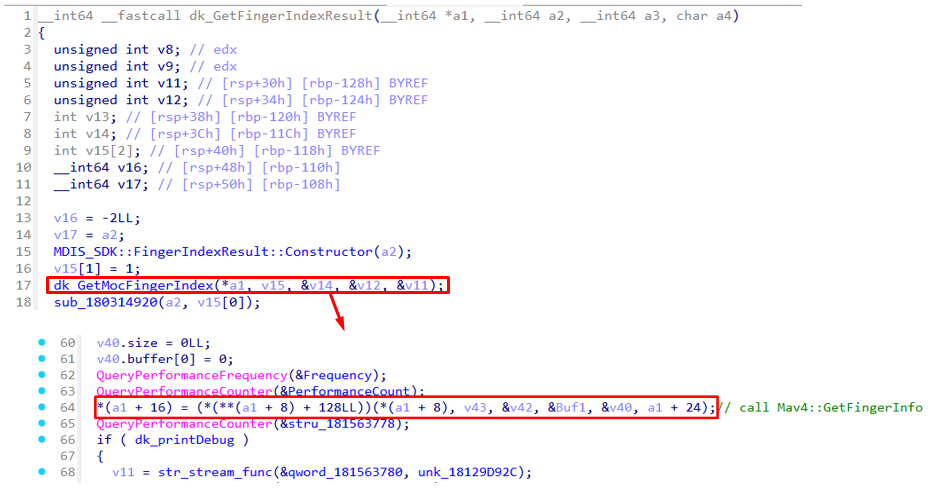 1 __int64 __fastcall dk_GetFingerIndexResult(__int64 *a1, __int64 a2, __int64 a3, char a4)
2 {
3 unsigned int v8; // edx
4 unsigned int v9; // edx
5 unsigned int v11; // [rsp+30h] [rbp-128h] BYREF
6 unsigned int v12; // [rsp+34h] [rbp-124h] BYREF
7 int v13; // [rsp+38h] [rbp-120h] BYREF
8 int v14; // [rsp+3Ch] [rbp-11Ch] BYREF
9 int v15[2]; // [rsp+40h] [rbp-118h] BYREF
10 __int64 v16; // [rsp+48h] [rbp-110h]
11 __int64 v17; // [rsp+50h] [rbp-108h]
12
13 v16 = -2LL;
14 v17 = a2;
15 MDIS_SDK::FingerIndexResult::Constructor(a2);
16 v15[1] = 1;
17 dk_GetMocFingerIndex(*a1, v15, &v14, &v12, &v11);
18 sub_180314920(a2, v15[0]);
60 v40.size = 0LL;
61 v40.buffer[0] = 0;
62 QueryPerformanceFrequency(&Frequency);
63 QueryPerformanceCounter(&PerformanceCount);
64 *(a1 + 16) = (*(**(a1 + 8) + 128LL))(*(a1 + 8), v43, &v42, &Buf1, &v40, a1 + 24);// call Mav4::GetFingerInfo
65 QueryPerformanceCounter(&stru_181563778);
66 if ( dk_printDebug )
67 {
68 v11 = str_stream_func(&qword_181563780, unk_18129D92C);